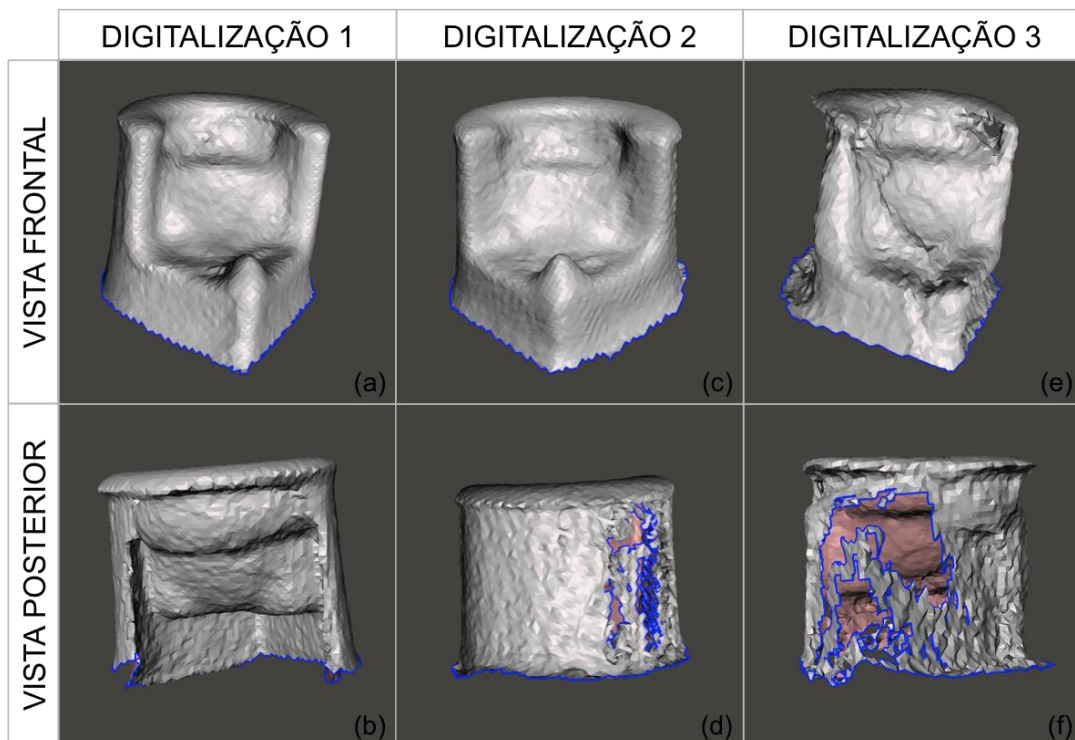 DIGITALIZAÇÃO 1
DIGITALIZAÇÃO 2
DIGITALIZAÇÃO 3
VISTA FRONTAL
(a)
(c)
(e)
VISTA POSTERIOR
(b)
(d)
(f)